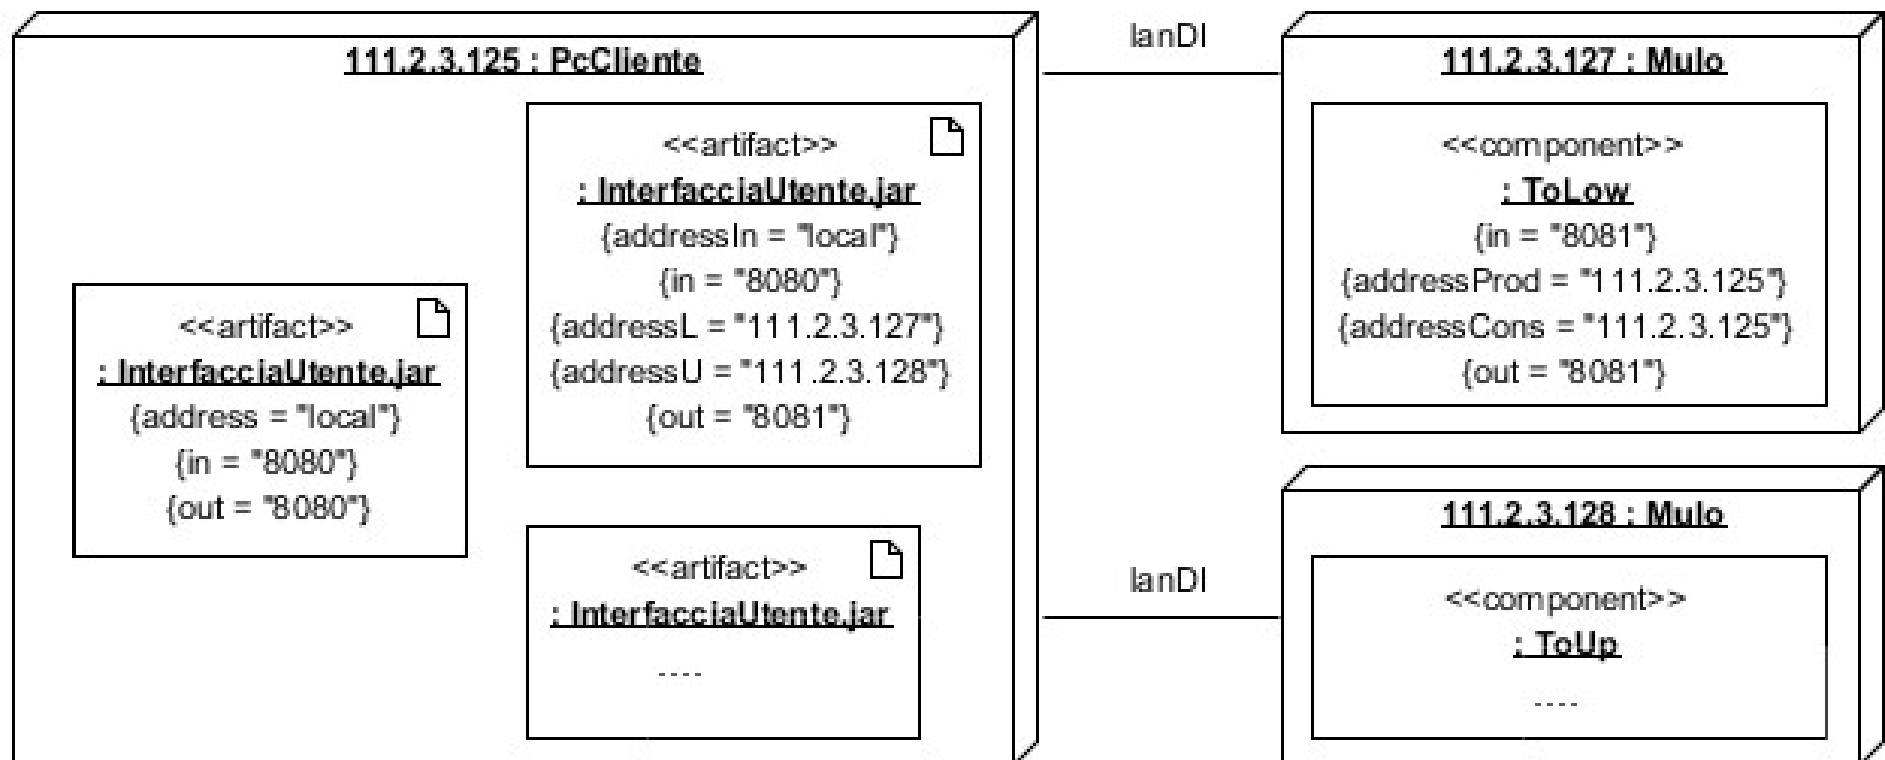 111.2.3.125 : PcCliente
<<artifact>>
: InterfacciaUtente.jar
{address = "local"}
{in = "8080"}
{out = "8080"}
<<artifact>>
: InterfacciaUtente.jar
{addressIn = "local"}
{in = "8080"}
{addressL = "111.2.3.127"}
{addressU = "111.2.3.128"}
{out = "8081"}
<<artifact>>
: InterfacciaUtente.jar
----
lanDI
lanDI
111.2.3.127 : Mulo
<<component>>
: ToLow
{in = "8081"}
{addressProd = "111.2.3.125"}
{addressCons = "111.2.3.125"}
{out = "8081"}
111.2.3.128 : Mulo
<<component>>
: ToUp
----